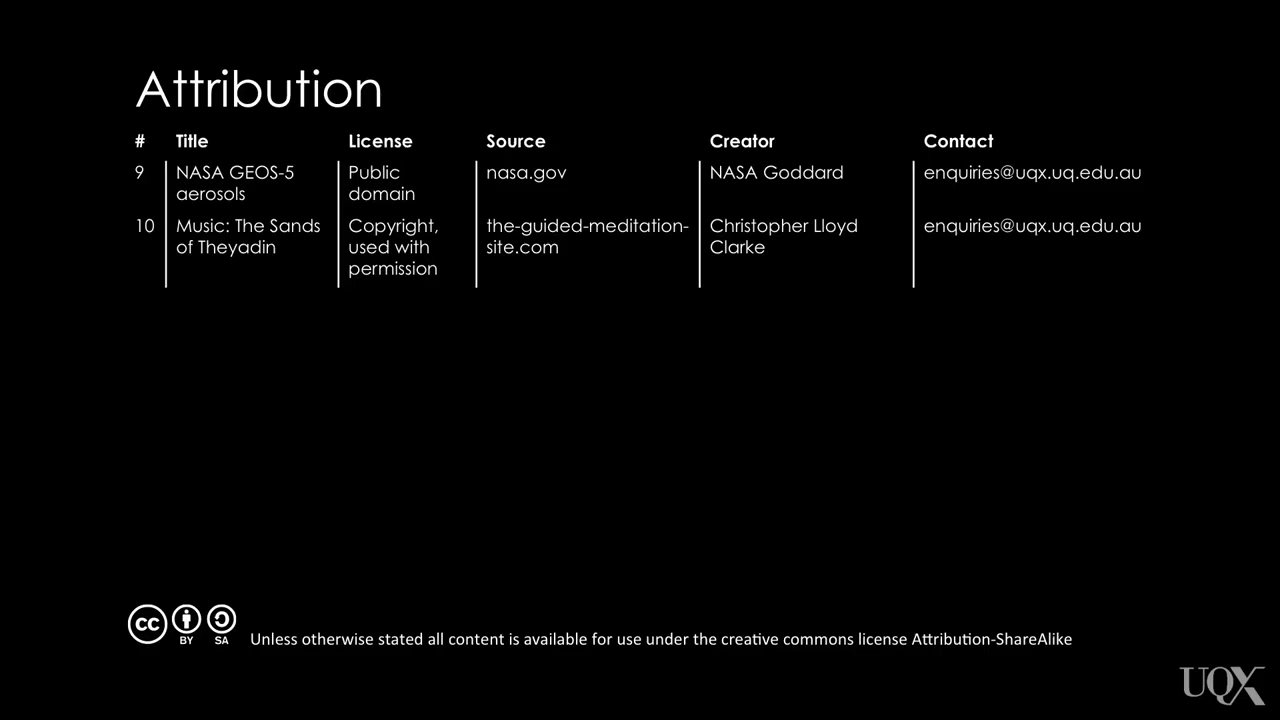 Attribution
# Title License Source Creator Contact
9 NASA GEOS-5 Public nasa.gov NASA Goddard enquiries@uqx.uq.edu.au
aerosols domain
10 Music: The Sands Copyright, the-guided-meditation- Christopher Lloyd enquiries@uqx.uq.edu.au
of Theyadin used with site.com Clarke
permission
cc BY SA Unless otherwise stated all content is available for use under the creative commons license Attribution-ShareAlike
UQX